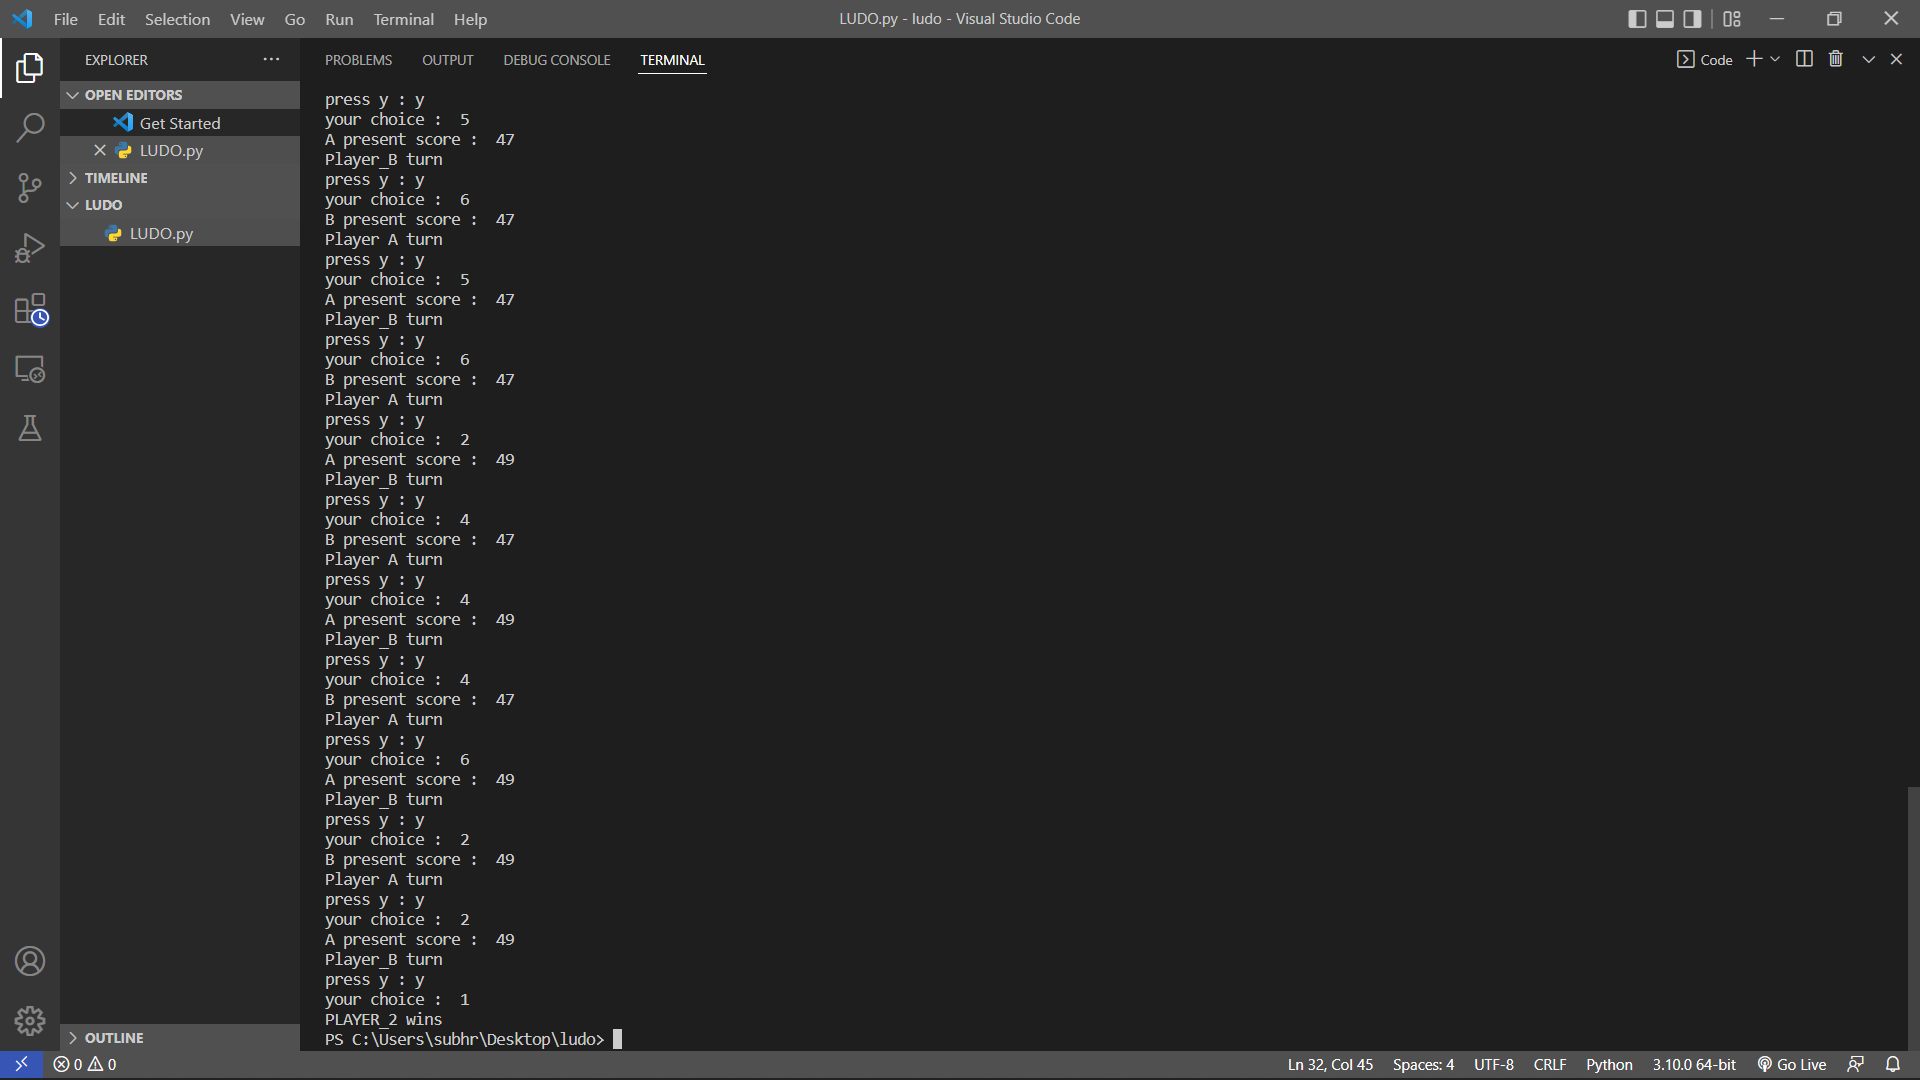 File Edit Selection View Go Run Terminal Help
LUDO.py - ludo - Visual Studio Code
EXPLORER
OPEN EDITORS
Get Started
LUDO.py
TIMELINE
LUDO
LUDO.py
OUTLINE
PROBLEMS OUTPUT DEBUG CONSOLE TERMINAL
Code
press y : y
your choice :  5
A present score :  47
Player_B turn
press y : y
your choice :  6
B present score :  47
Player A turn
press y : y
your choice :  5
A present score :  47
Player_B turn
press y : y
your choice :  6
B present score :  47
Player A turn
press y : y
your choice :  2
A present score :  49
Player_B turn
press y : y
your choice :  4
B present score :  47
Player A turn
press y : y
your choice :  4
A present score :  49
Player_B turn
press y : y
your choice :  4
B present score :  47
Player A turn
press y : y
your choice :  6
A present score :  49
Player_B turn
press y : y
your choice :  2
B present score :  49
Player A turn
press y : y
your choice :  2
A present score :  49
Player_B turn
press y : y
your choice :  1
PLAYER_2 wins
PS C:\Users\subhr\Desktop\ludo>
0 0
Ln 32, Col 45 Spaces: 4 UTF-8 CRLF Python 3.10.0 64-bit Go Live